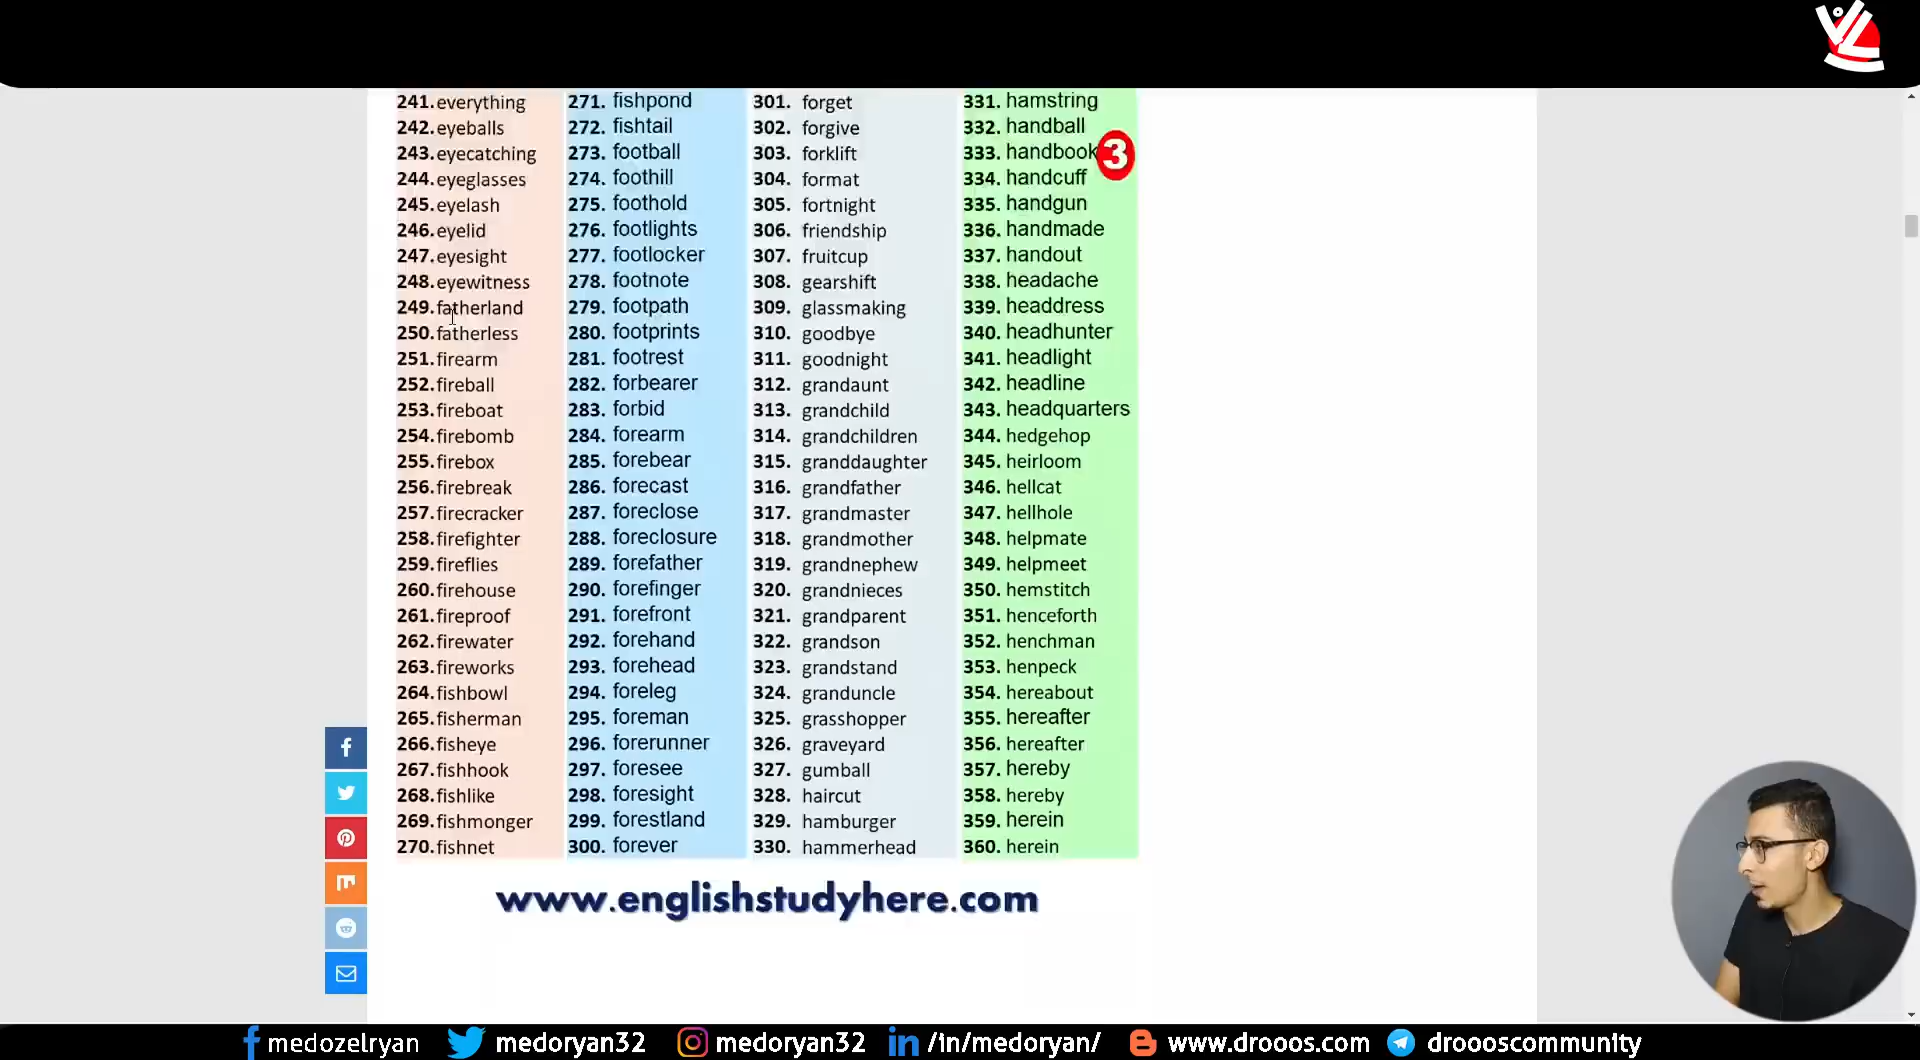 241. everything
242. eyeballs
243. eyecatching
244. eyeglasses
245. eyelash
246. eyelid
247. eyesight
248. eyewitness
249. fatherland
250. fatherless
251. firearm
252. fireball
253. fireboat
254. firebomb
255. firebox
256. firebreak
257. firecracker
258. firefighter
259. fireflies
260. firehouse
261. fireproof
262. firewater
263. fireworks
264. fishbowl
265. fisherman
266. fisheye
267. fishhook
268. fishlike
269. fishmonger
270. fishnet
271. fishpond
272. fishtail
273. football
274. foothill
275. foothold
276. footlights
277. footlocker
278. footnote
279. footpath
280. footprints
281. footrest
282. forbearer
283. forbid
284. forearm
285. forebear
286. forecast
287. foreclose
288. foreclosure
289. forefather
290. forefinger
291. forefront
292. forehand
293. forehead
294. foreleg
295. foreman
296. forerunner
297. foresee
298. foresight
299. forestland
300. forever
301. forget
302. forgive
303. forklift
304. format
305. fortnight
306. friendship
307. fruitcup
308. gearshift
309. glassmaking
310. goodbye
311. goodnight
312. grandaunt
313. grandchild
314. grandchildren
315. granddaughter
316. grandfather
317. grandmaster
318. grandmother
319. grandnephew
320. grandnieces
321. grandparent
322. grandson
323. grandstand
324. granduncle
325. grasshopper
326. graveyard
327. gumball
328. haircut
329. hamburger
330. hammerhead
331. hamstring
332. handball
333. handbook
3
334. handcuff
335. handgun
336. handmade
337. handout
338. headache
339. headdress
340. headhunter
341. headlight
342. headline
343. headquarters
344. hedgehop
345. heirloom
346. hellcat
347. hellhole
348. helpmate
349. helpmeet
350. hemstitch
351. henceforth
352. henchman
353. henpeck
354. hereabout
355. hereafter
356. hereafter
357. hereby
358. hereby
359. herein
360. herein
www.englishstudyhere.com
medozelryan medoryan32 medoryan32 /in/medoryan/ www.drooos.com droooscommunity